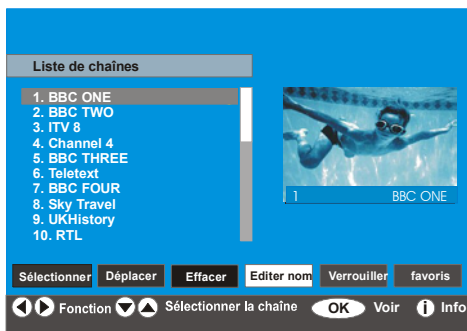 Liste de chaînes
1. BBC ONE
2. BBC TWO
3. ITV 8
4. Channel 4
5. BBC THREE
6. Teletext
7. BBC FOUR
8. Sky Travel
9. UKHistory
10. RTL
1 BBC ONE
Sélectionner Déplacer Effacer Editer nom Verrouiller favoris
Fonction Sélectionner la chaîne OK Voir i Info